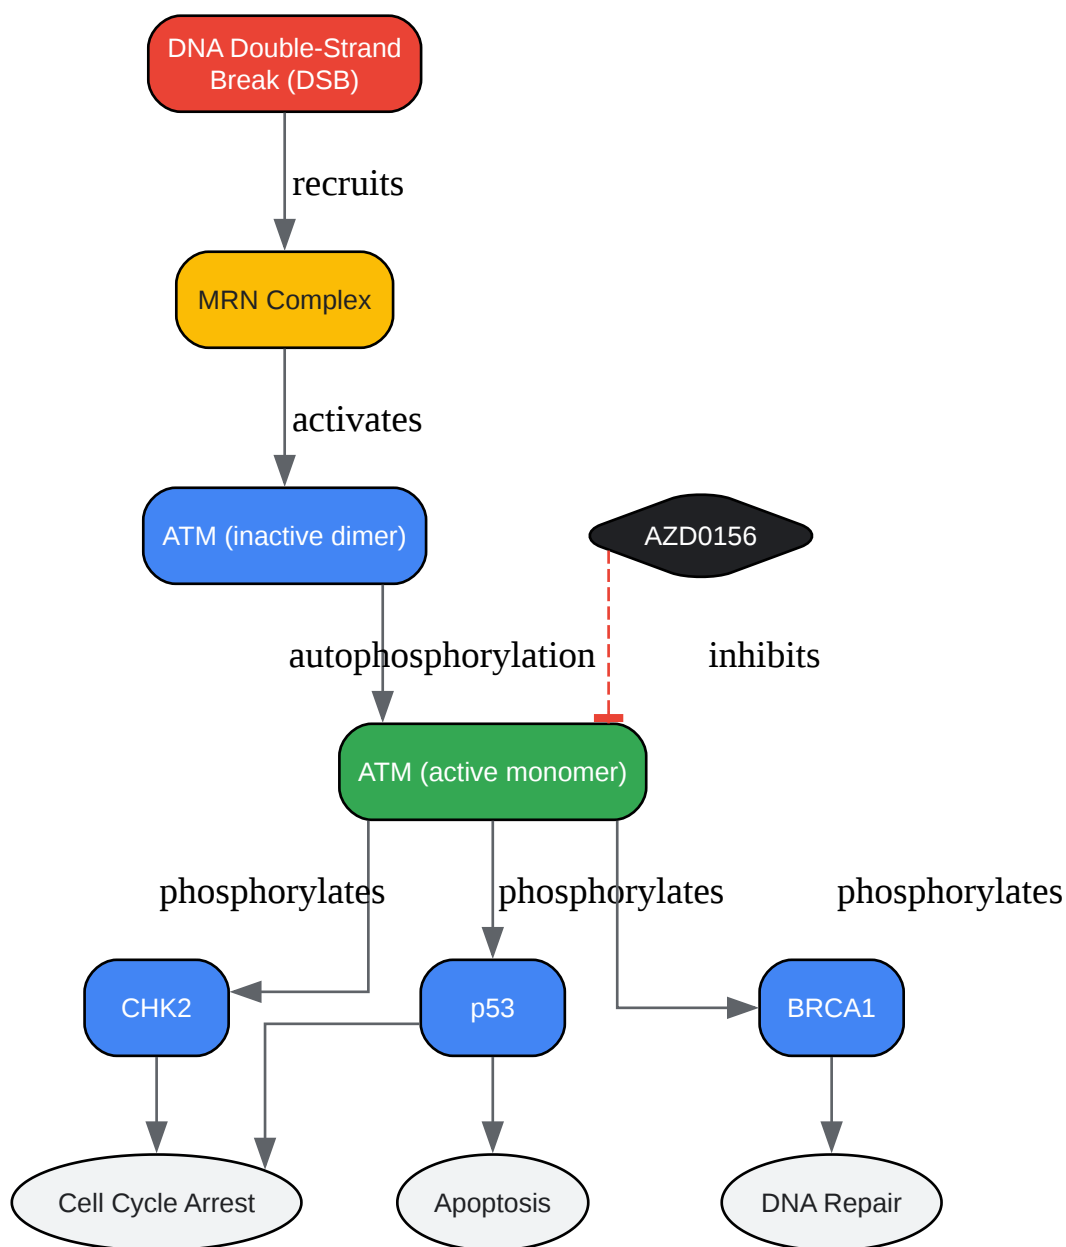 DNA Double-Strand
Break (DSB)
recruits
MRN Complex
activates
ATM (inactive dimer)
AZD0156
autophosphorylation
inhibits
ATM (active monomer)
phosphorylates
phosphorylates
phosphorylates
CHK2
p53
BRCA1
Cell Cycle Arrest
Apoptosis
DNA Repair